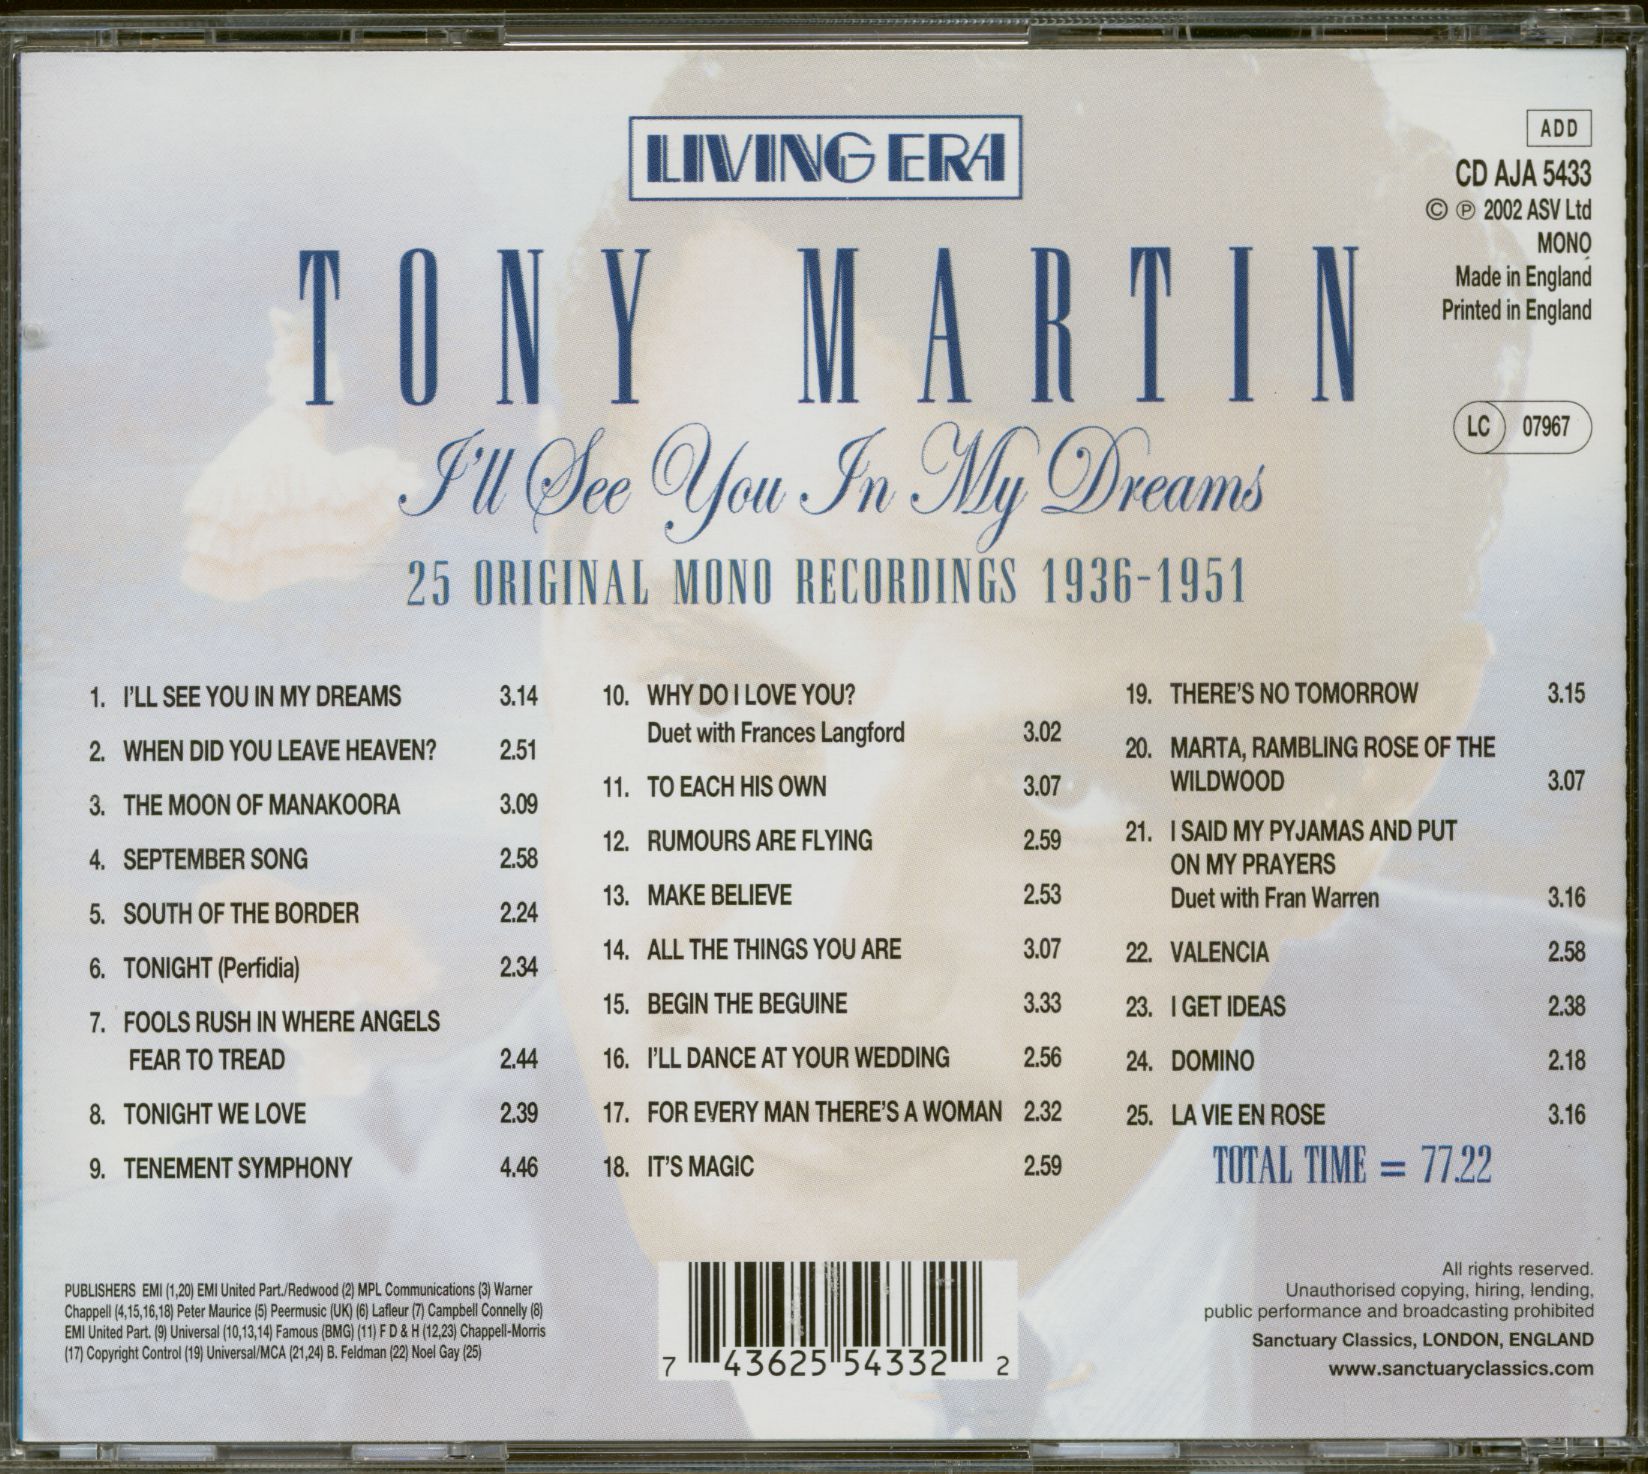 LIVING ERA
ADD
CD AJA 5433
© ℗ 2002 ASV Ltd
MONO
Made in England
Printed in England
LC 07967
TONY MARTIN
I'll See You In My Dreams
25 ORIGINAL MONO RECORDINGS 1936-1951
1. I'LL SEE YOU IN MY DREAMS 3.14
2. WHEN DID YOU LEAVE HEAVEN? 2.51
3. THE MOON OF MANAKOORA 3.09
4. SEPTEMBER SONG 2.58
5. SOUTH OF THE BORDER 2.24
6. TONIGHT (Perfidia) 2.34
7. FOOLS RUSH IN WHERE ANGELS
FEAR TO TREAD 2.44
8. TONIGHT WE LOVE 2.39
9. TENEMENT SYMPHONY 4.46
10. WHY DO I LOVE YOU?
Duet with Frances Langford 3.02
11. TO EACH HIS OWN 3.07
12. RUMOURS ARE FLYING 2.59
13. MAKE BELIEVE 2.53
14. ALL THE THINGS YOU ARE 3.07
15. BEGIN THE BEGUINE 3.33
16. I'LL DANCE AT YOUR WEDDING 2.56
17. FOR EVERY MAN THERE'S A WOMAN 2.32
18. IT'S MAGIC 2.59
19. THERE'S NO TOMORROW 3.15
20. MARTA, RAMBLING ROSE OF THE
WILDWOOD 3.07
21. I SAID MY PYJAMAS AND PUT
ON MY PRAYERS
Duet with Fran Warren 3.16
22. VALENCIA 2.58
23. I GET IDEAS 2.38
24. DOMINO 2.18
25. LA VIE EN ROSE 3.16
TOTAL TIME = 77.22
PUBLISHERS EMI (1,20) EMI United Part./Redwood (2) MPL Communications (3) Warner
Chappell (4,15,16,18) Peter Maurice (5) Peermusic (UK) (6) Lafleur (7) Campbell Connelly (8)
EMI United Part. (9) Universal (10,13,14) Famous (BMG) (11) F D & H (12,23) Chappell-Morris
(17) Copyright Control (19) Universal/MCA (21,24) B. Feldman (22) Noel Gay (25)
7 43625 54332 2
All rights reserved.
Unauthorised copying, hiring, lending,
public performance and broadcasting prohibited
Sanctuary Classics, LONDON, ENGLAND
www.sanctuaryclassics.com